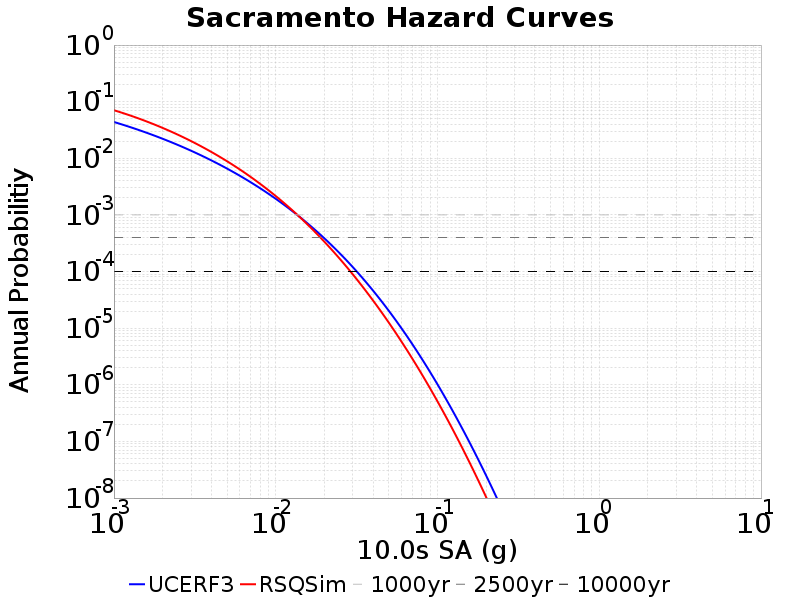 Sacramento Hazard Curves
10^0
10^-1
10^-2
10^-3
10^-4
10^-5
10^-6
10^-7
10^-8
Annual Probabilitiy
10^-3 10^-2 10^-1 10^0 10^1
10.0s SA (g)
UCERF3 RSQSim 1000yr 2500yr 10000yr